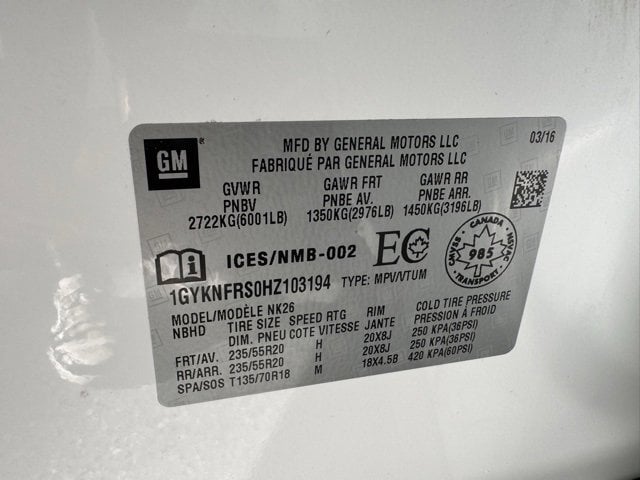 GM
®
MFD BY GENERAL MOTORS LLC
FABRIQUÉ PAR GENERAL MOTORS LLC
03/16
GVWR GAWR FRT GAWR RR
PNBV PNBE AV. PNBE ARR.
2722KG(6001LB) 1350KG(2976LB) 1450KG(3196LB)
ICES/NMB-002 EC
CANADA
CMVSS 985 NSVAC
TRANSPORT
1GYKNFRS0HZ103194 TYPE: MPV/VTUM
MODEL/MODÈLE NK26
NBHD TIRE SIZE SPEED RTG RIM COLD TIRE PRESSURE
DIM. PNEU COTE VITESSE JANTE PRESSION À FROID
FRT/AV. 235/55R20 H 20X8J 250 KPA(36PSI)
RR/ARR. 235/55R20 H 20X8J 250 KPA(36PSI)
SPA/SOS T135/70R18 M 18X4.5B 420 KPA(60PSI)